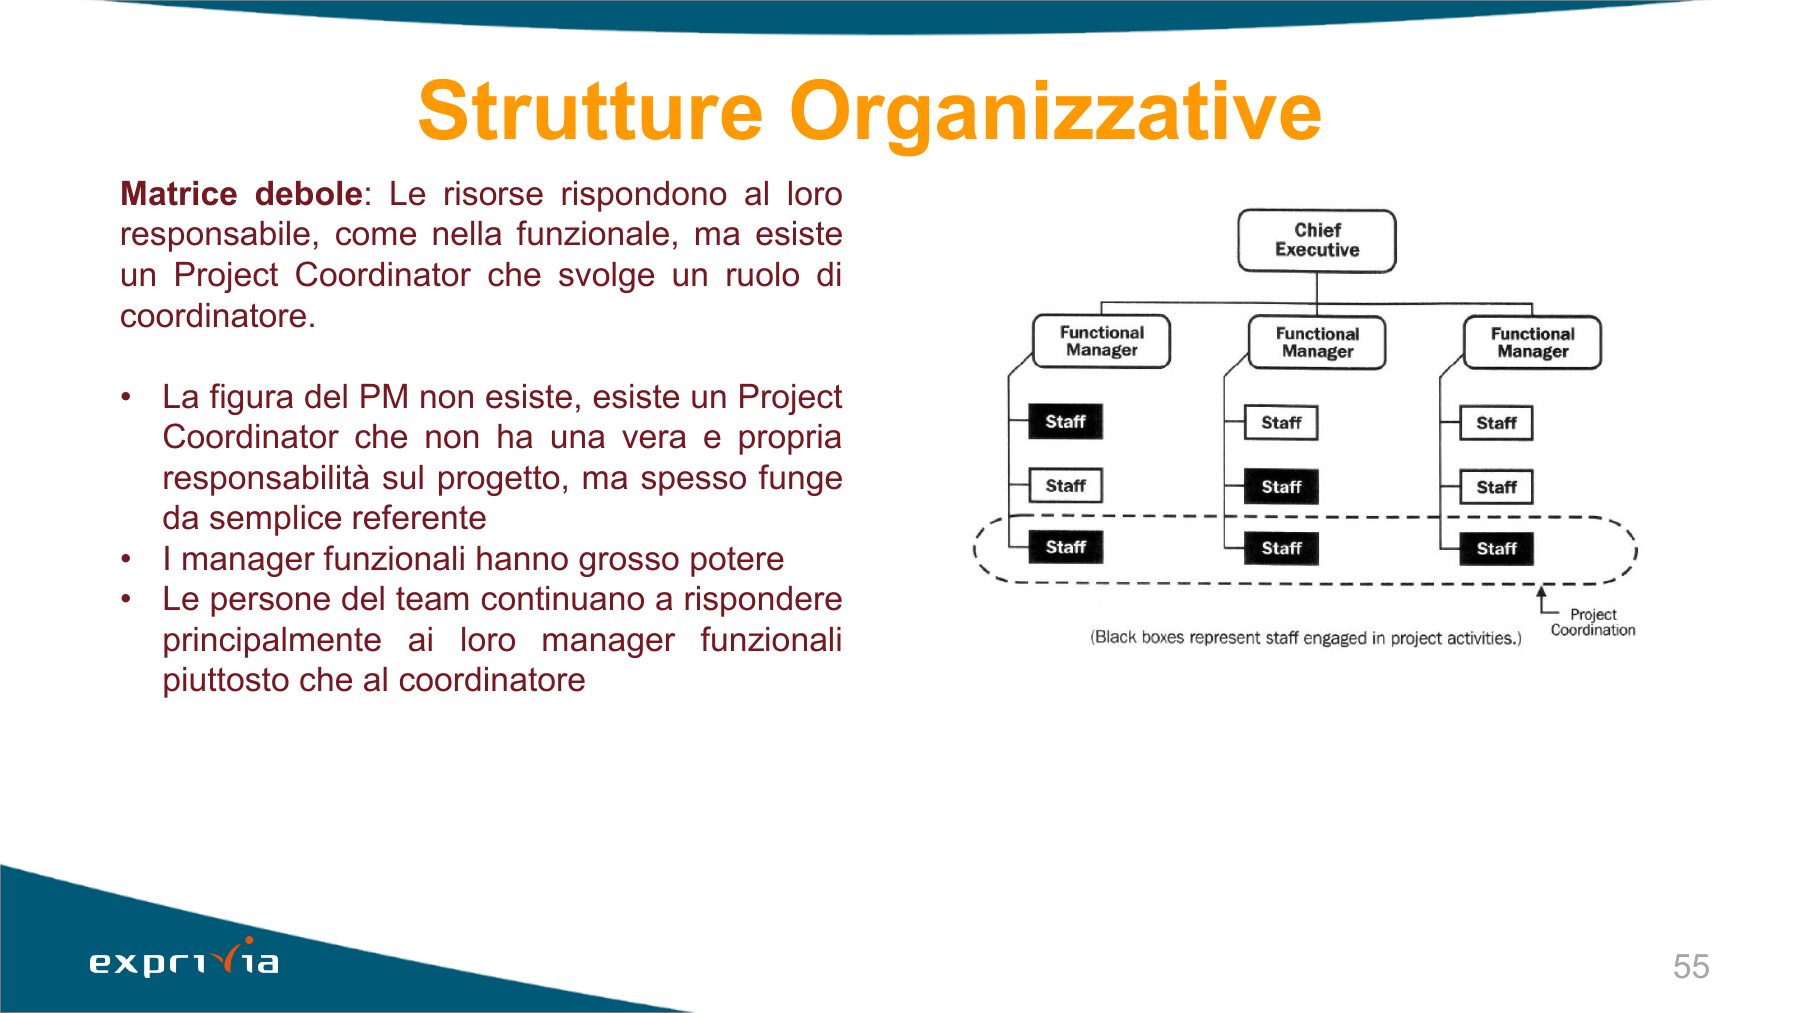 Strutture Organizzative
Matrice debole: Le risorse rispondono al loro
responsabile, come nella funzionale, ma esiste
un Project Coordinator che svolge un ruolo di
coordinatore.
• La figura del PM non esiste, esiste un Project
Coordinator che non ha una vera e propria
responsabilità sul progetto, ma spesso funge
da semplice referente
• I manager funzionali hanno grosso potere
• Le persone del team continuano a rispondere
principalmente ai loro manager funzionali
piuttosto che al coordinatore
Chief
Executive
Functional
Manager
Functional
Manager
Functional
Manager
Staff
Staff
Staff
Staff
Staff
Staff
Staff
Staff
Staff
Project
Coordination
(Black boxes represent staff engaged in project activities.)
exprivia
55